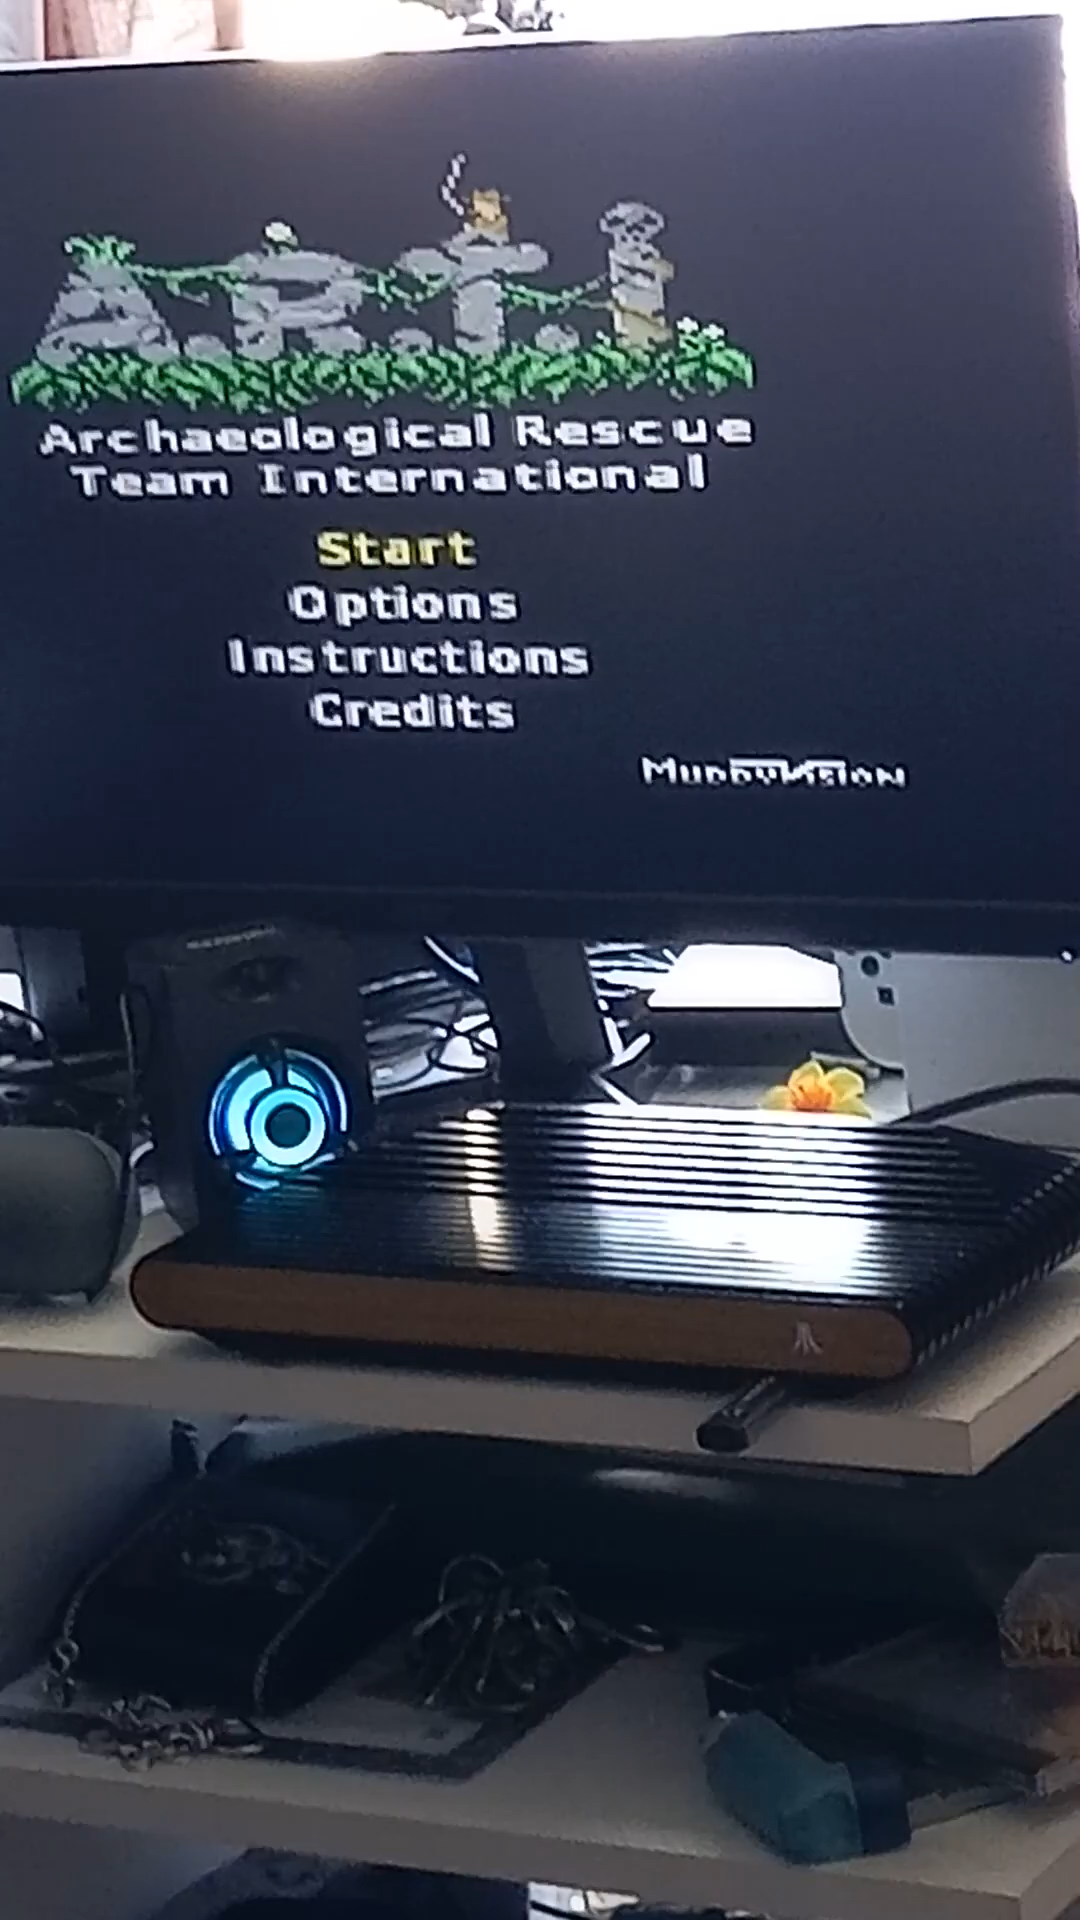 A.R.T.I
Archaeological Rescue
Team International
Start
Options
Instructions
Credits